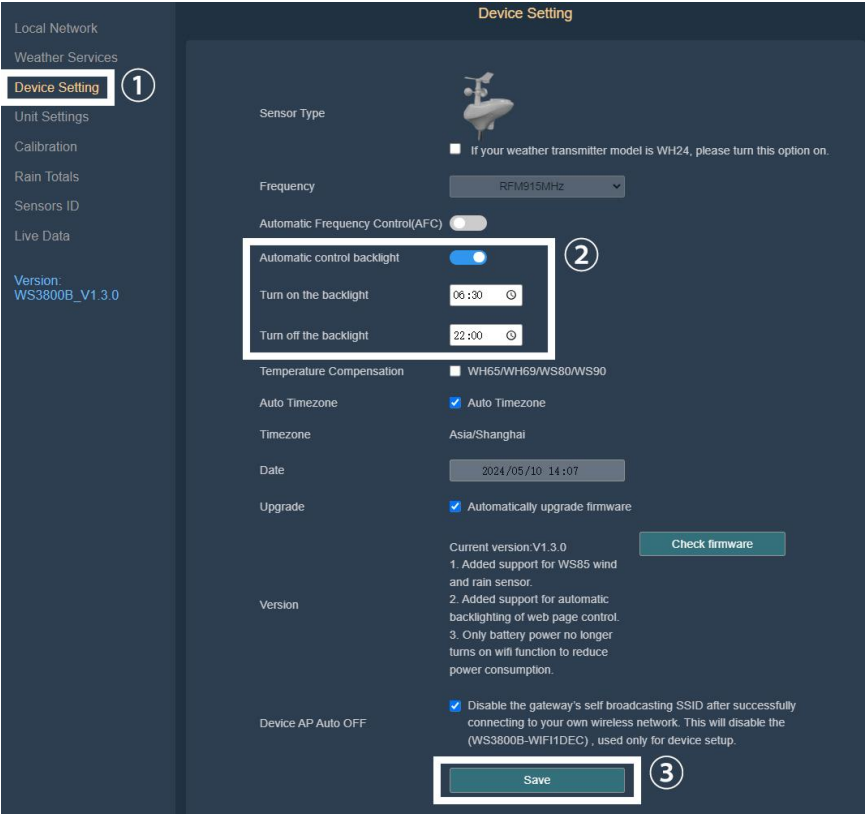 Device Setting
Local Network
Weather Services
Device Setting
①
Unit Settings
Calibration
Rain Totals
Sensors ID
Live Data
Version:
WS3800B_V1.3.0
Sensor Type
If your weather transmitter model is WH24, please turn this option on.
Frequency RFM915MHz
Automatic Frequency Control(AFC)
②
Automatic control backlight
Turn on the backlight 06:30
Turn off the backlight 22:00
Temperature Compensation WH65/WH69/WS80/WS90
Auto Timezone Auto Timezone
Timezone Asia/Shanghai
Date 2024/05/10 14:07
Upgrade Automatically upgrade firmware
Check firmware
Version
Current version:V1.3.0
1. Added support for WS85 wind
and rain sensor.
2. Added support for automatic
backlighting of web page control.
3. Only battery power no longer
turns on wifi function to reduce
power consumption.
Device AP Auto OFF
Disable the gateway's self broadcasting SSID after successfully
connecting to your own wireless network. This will disable the
(WS3800B-WIFI1DEC) , used only for device setup.
Save
③